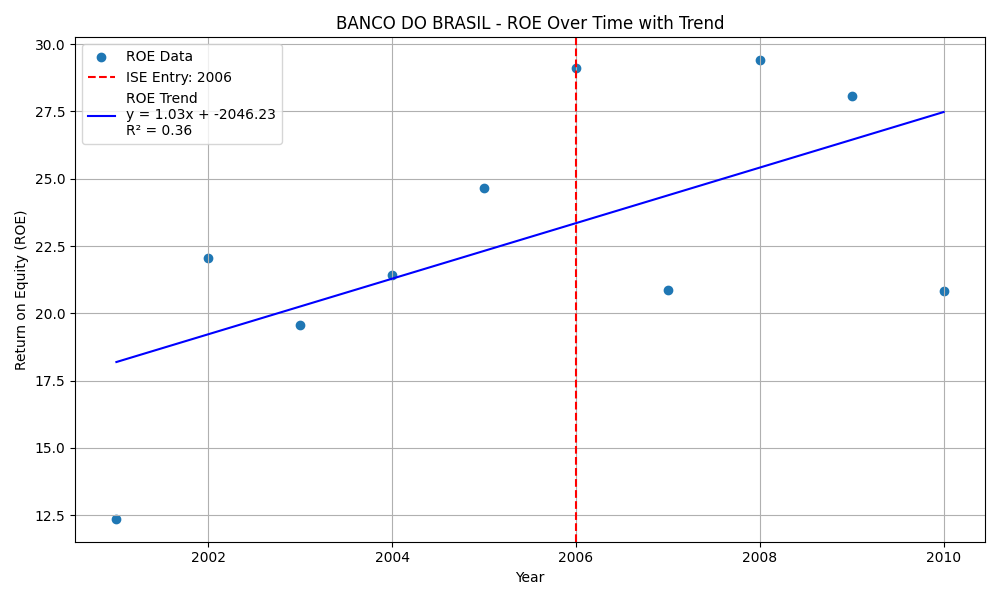 BANCO DO BRASIL - ROE Over Time with Trend
ROE Data
ISE Entry: 2006
ROE Trend
y = 1.03x + -2046.23
R² = 0.36
Return on Equity (ROE)
30.0
27.5
25.0
22.5
20.0
17.5
15.0
12.5
2002
2004
2006
2008
2010
Year